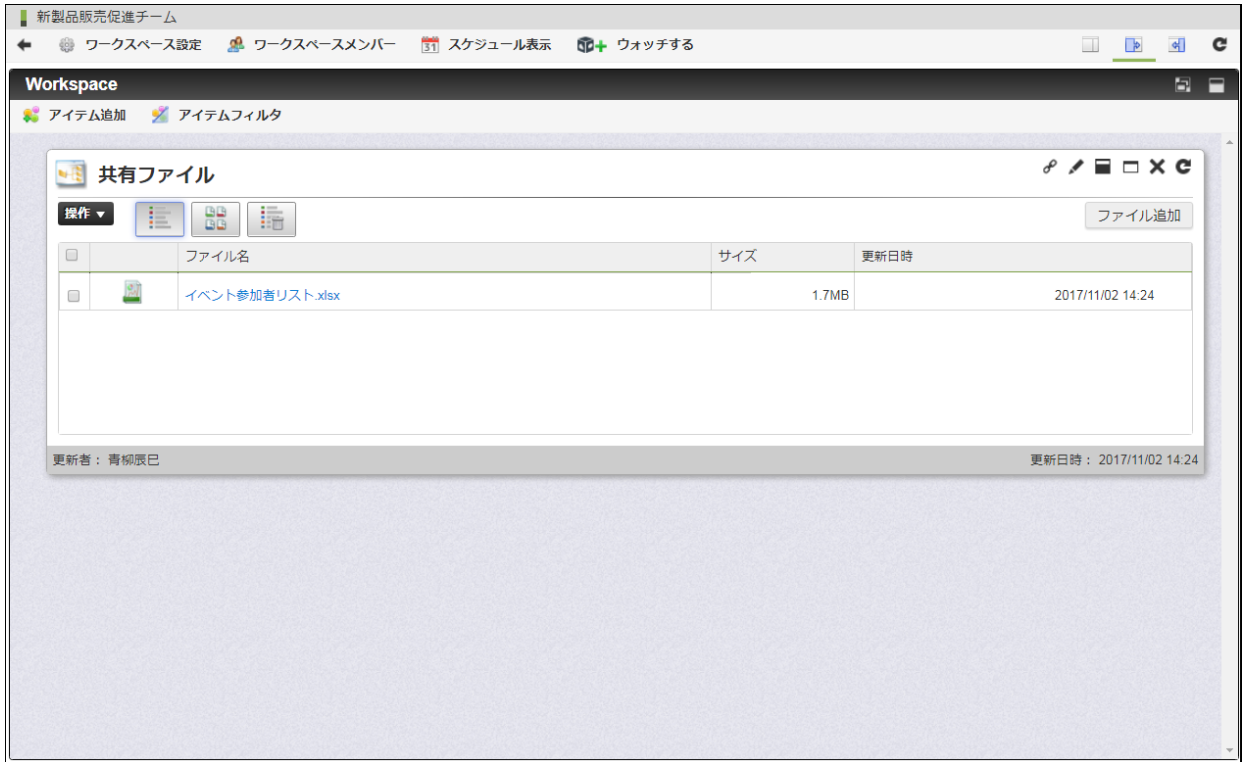 新製品販売促進チーム
ワークスペース設定 ワークスペースメンバー 31 スケジュール表示 ウォッチする
Workspace
アイテム追加 アイテムフィルタ
共有ファイル
操作▼ ファイル追加
ファイル名 サイズ 更新日時
イベント参加者リスト.xlsx 1.7MB 2017/11/02 14:24
更新者： 青柳辰巳 更新日時： 2017/11/02 14:24